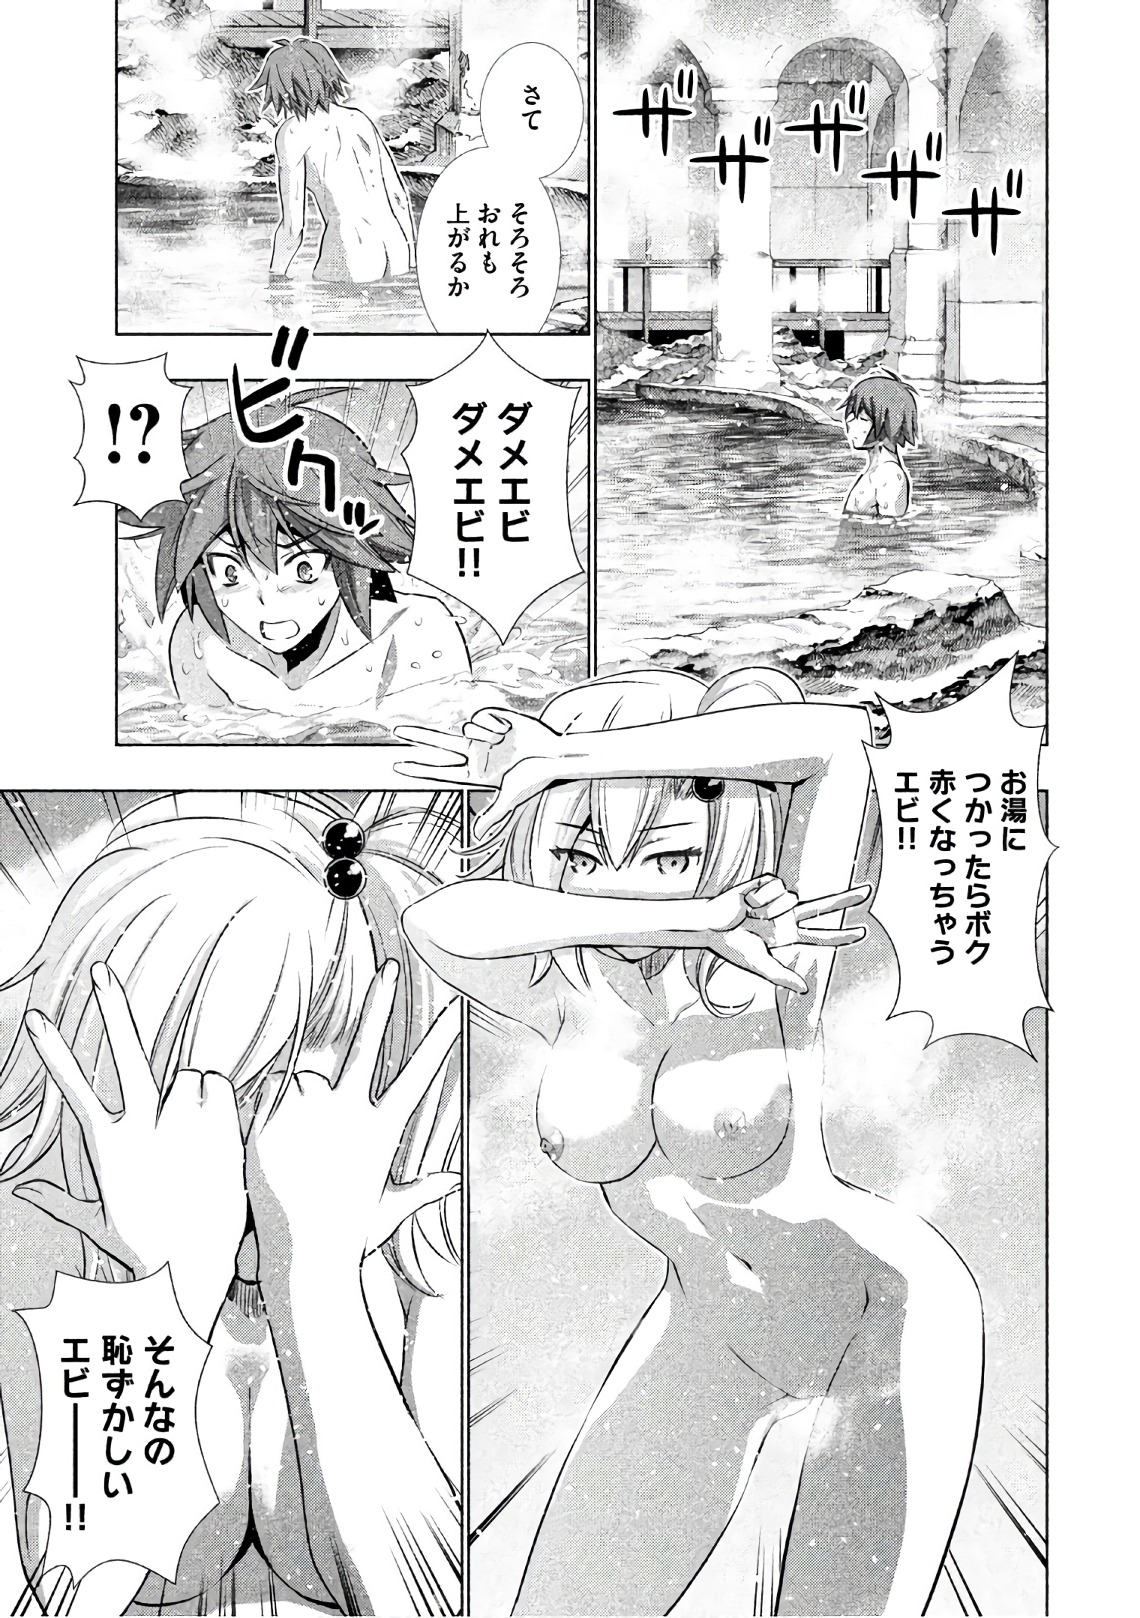 ザザザザザ
さて
そろそろ
おれも
上がるか
ダメエビ
ダメエビ!!
ビビクッ
!?
お湯に
つかったらボク
赤くなっちゃう
エビ!!
そんなの
恥ずかしい
エビ――!!